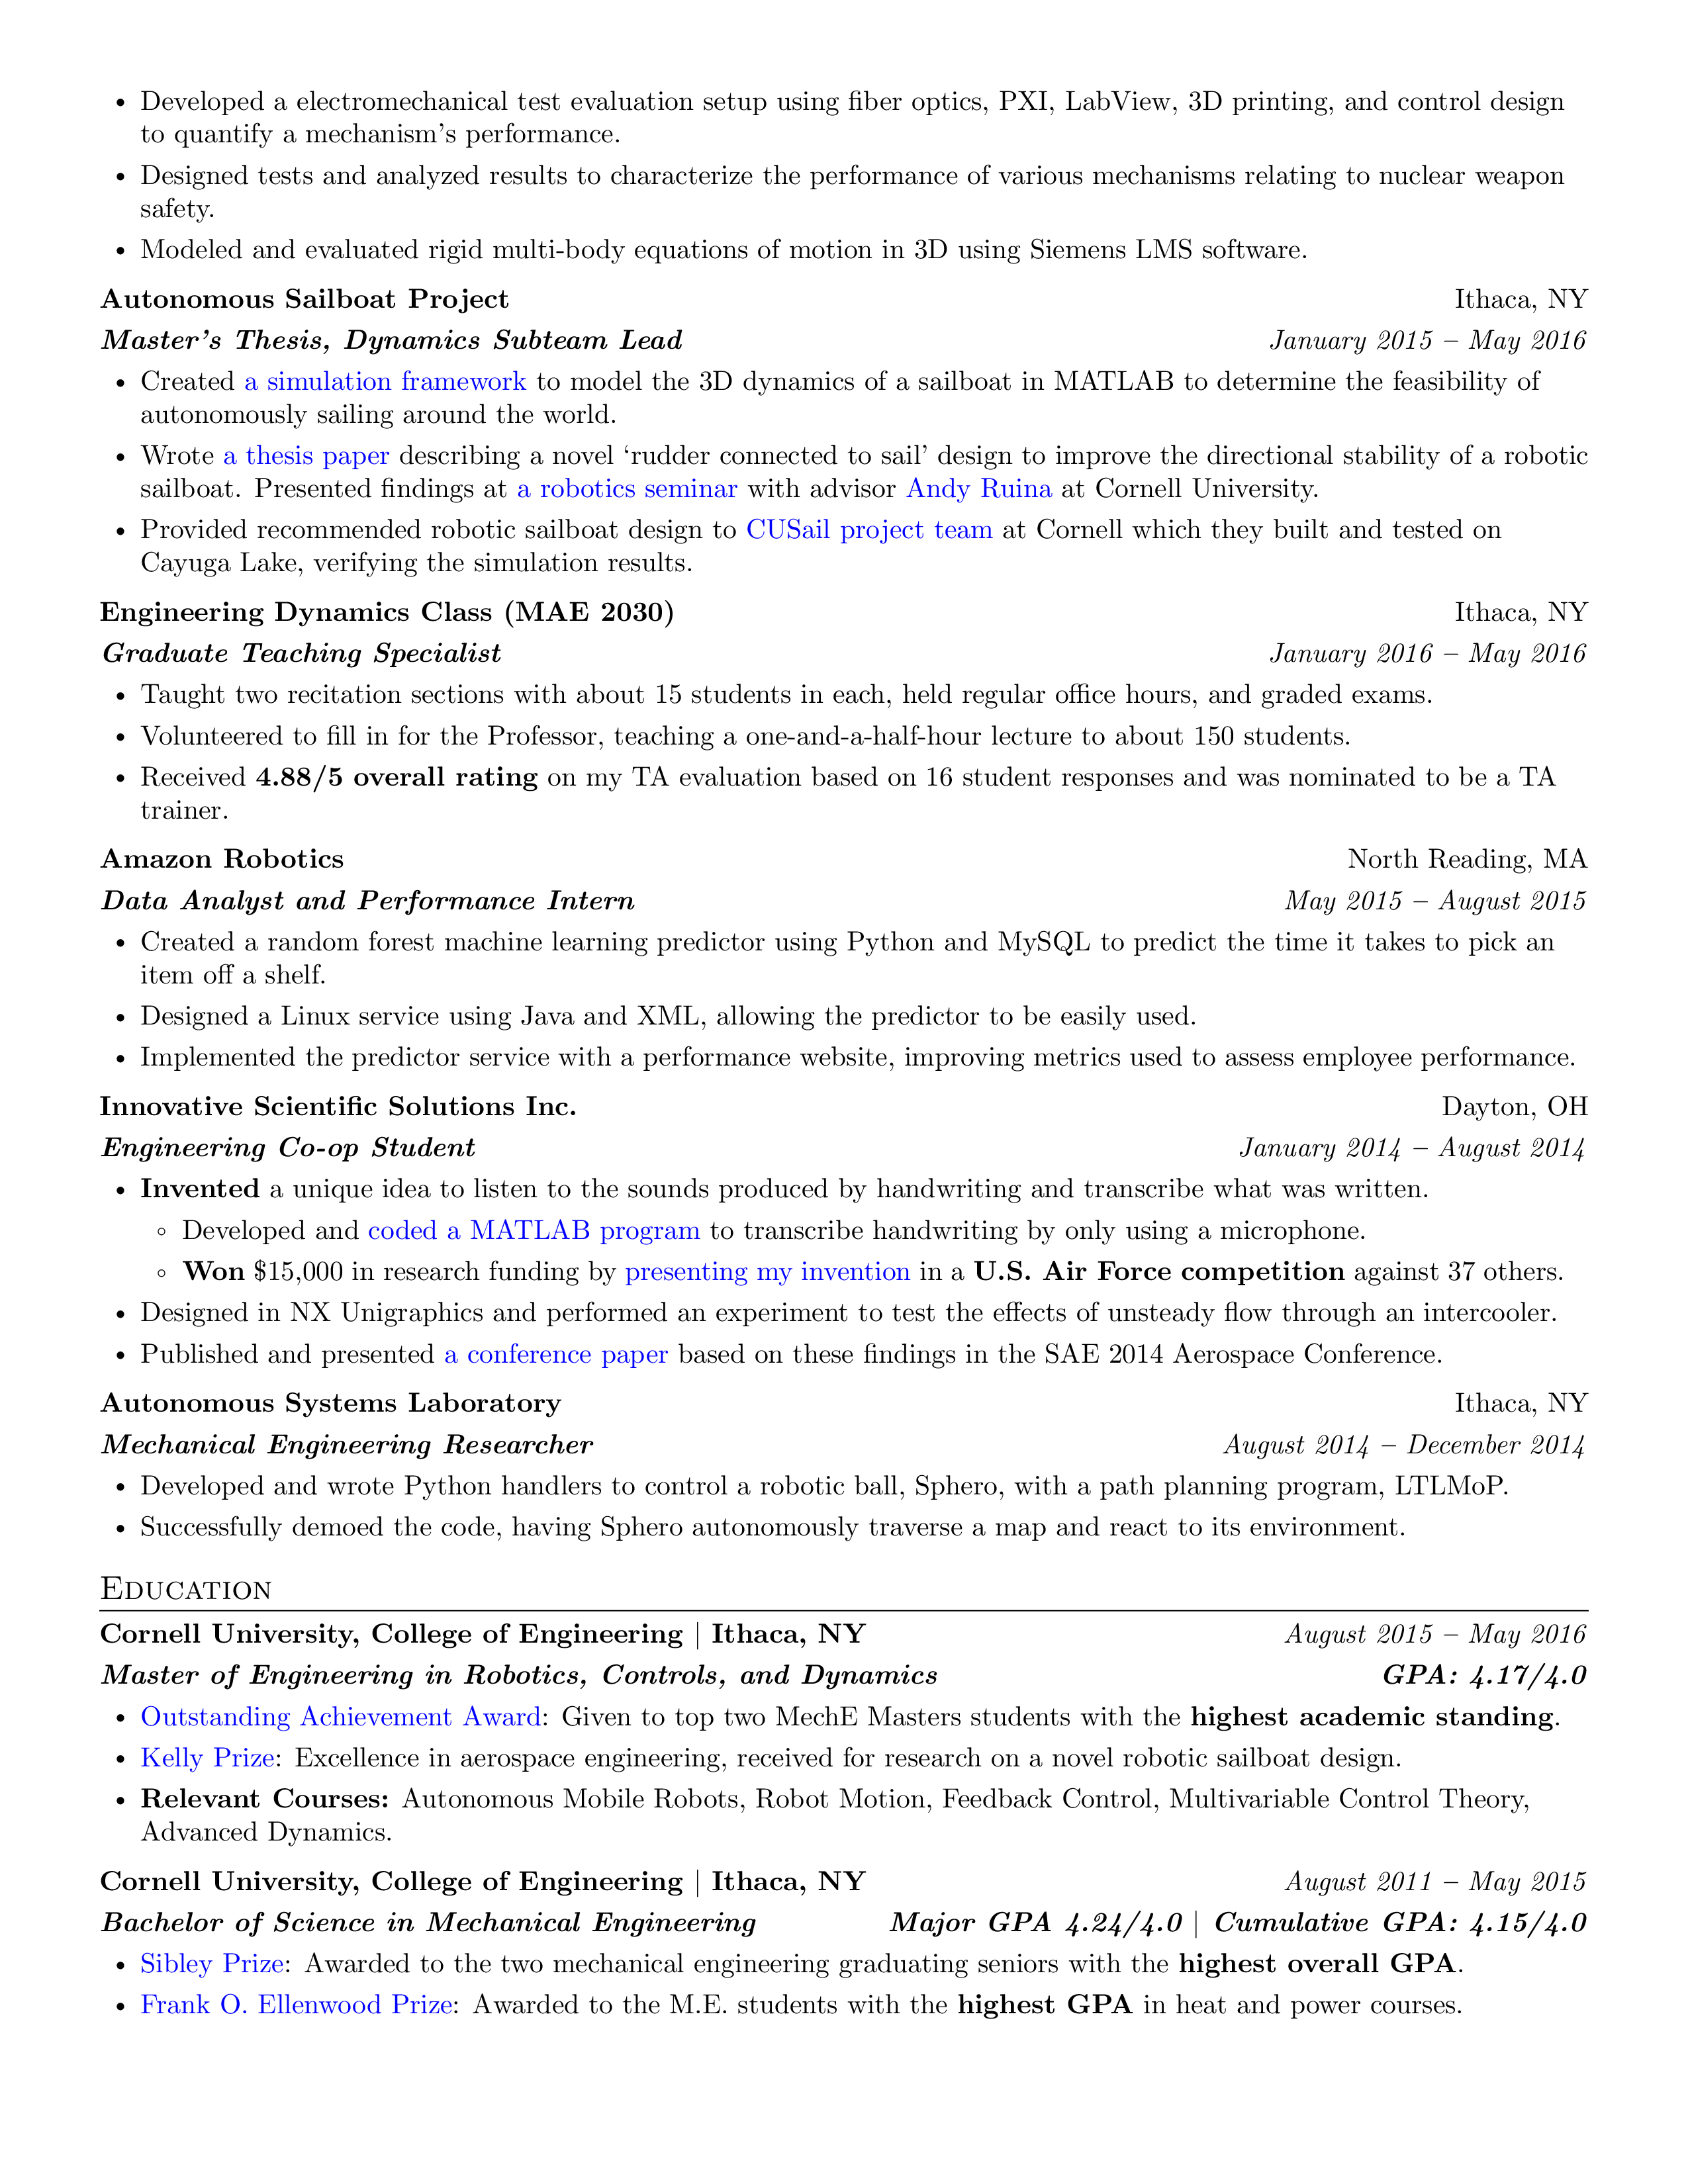 • Developed a electromechanical test evaluation setup using fiber optics, PXI, LabView, 3D printing, and control design
to quantify a mechanism's performance.
• Designed tests and analyzed results to characterize the performance of various mechanisms relating to nuclear weapon
safety.
• Modeled and evaluated rigid multi-body equations of motion in 3D using Siemens LMS software.
Autonomous Sailboat Project Ithaca, NY
Master's Thesis, Dynamics Subteam Lead January 2015 – May 2016
• Created a simulation framework to model the 3D dynamics of a sailboat in MATLAB to determine the feasibility of
autonomously sailing around the world.
• Wrote a thesis paper describing a novel ‘rudder connected to sail’ design to improve the directional stability of a robotic
sailboat. Presented findings at a robotics seminar with advisor Andy Ruina at Cornell University.
• Provided recommended robotic sailboat design to CUSail project team at Cornell which they built and tested on
Cayuga Lake, verifying the simulation results.
Engineering Dynamics Class (MAE 2030) Ithaca, NY
Graduate Teaching Specialist January 2016 – May 2016
• Taught two recitation sections with about 15 students in each, held regular office hours, and graded exams.
• Volunteered to fill in for the Professor, teaching a one-and-a-half-hour lecture to about 150 students.
• Received 4.88/5 overall rating on my TA evaluation based on 16 student responses and was nominated to be a TA
trainer.
Amazon Robotics North Reading, MA
Data Analyst and Performance Intern May 2015 – August 2015
• Created a random forest machine learning predictor using Python and MySQL to predict the time it takes to pick an
item off a shelf.
• Designed a Linux service using Java and XML, allowing the predictor to be easily used.
• Implemented the predictor service with a performance website, improving metrics used to assess employee performance.
Innovative Scientific Solutions Inc. Dayton, OH
Engineering Co-op Student January 2014 – August 2014
• Invented a unique idea to listen to the sounds produced by handwriting and transcribe what was written.
◦ Developed and coded a MATLAB program to transcribe handwriting by only using a microphone.
◦ Won $15,000 in research funding by presenting my invention in a U.S. Air Force competition against 37 others.
• Designed in NX Unigraphics and performed an experiment to test the effects of unsteady flow through an intercooler.
• Published and presented a conference paper based on these findings in the SAE 2014 Aerospace Conference.
Autonomous Systems Laboratory Ithaca, NY
Mechanical Engineering Researcher August 2014 – December 2014
• Developed and wrote Python handlers to control a robotic ball, Sphero, with a path planning program, LTLMoP.
• Successfully demoed the code, having Sphero autonomously traverse a map and react to its environment.
Education
Cornell University, College of Engineering | Ithaca, NY August 2015 – May 2016
Master of Engineering in Robotics, Controls, and Dynamics GPA: 4.17/4.0
• Outstanding Achievement Award: Given to top two MechE Masters students with the highest academic standing.
• Kelly Prize: Excellence in aerospace engineering, received for research on a novel robotic sailboat design.
• Relevant Courses: Autonomous Mobile Robots, Robot Motion, Feedback Control, Multivariable Control Theory,
Advanced Dynamics.
Cornell University, College of Engineering | Ithaca, NY August 2011 – May 2015
Bachelor of Science in Mechanical Engineering Major GPA 4.24/4.0 | Cumulative GPA: 4.15/4.0
• Sibley Prize: Awarded to the two mechanical engineering graduating seniors with the highest overall GPA.
• Frank O. Ellenwood Prize: Awarded to the M.E. students with the highest GPA in heat and power courses.